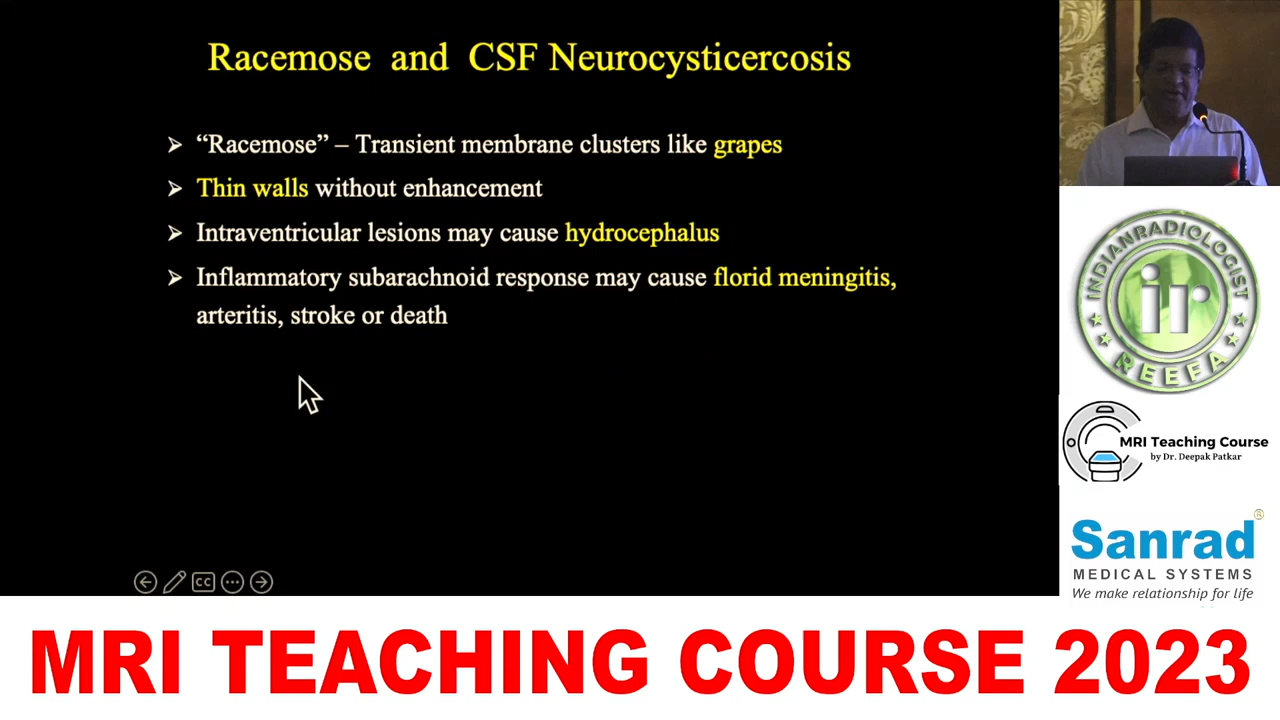 Racemose and CSF Neurocysticercosis
➢ “Racemose” – Transient membrane clusters like grapes
➢ Thin walls without enhancement
➢ Intraventricular lesions may cause hydrocephalus
➢ Inflammatory subarachnoid response may cause florid meningitis,
arteritis, stroke or death
CC
INDIANRADIOLOGIST
ir
REEFA
MRI Teaching Course
by Dr. Deepak Patkar
Sanrad®
MEDICAL SYSTEMS
We make relationship for life
MRI TEACHING COURSE 2023